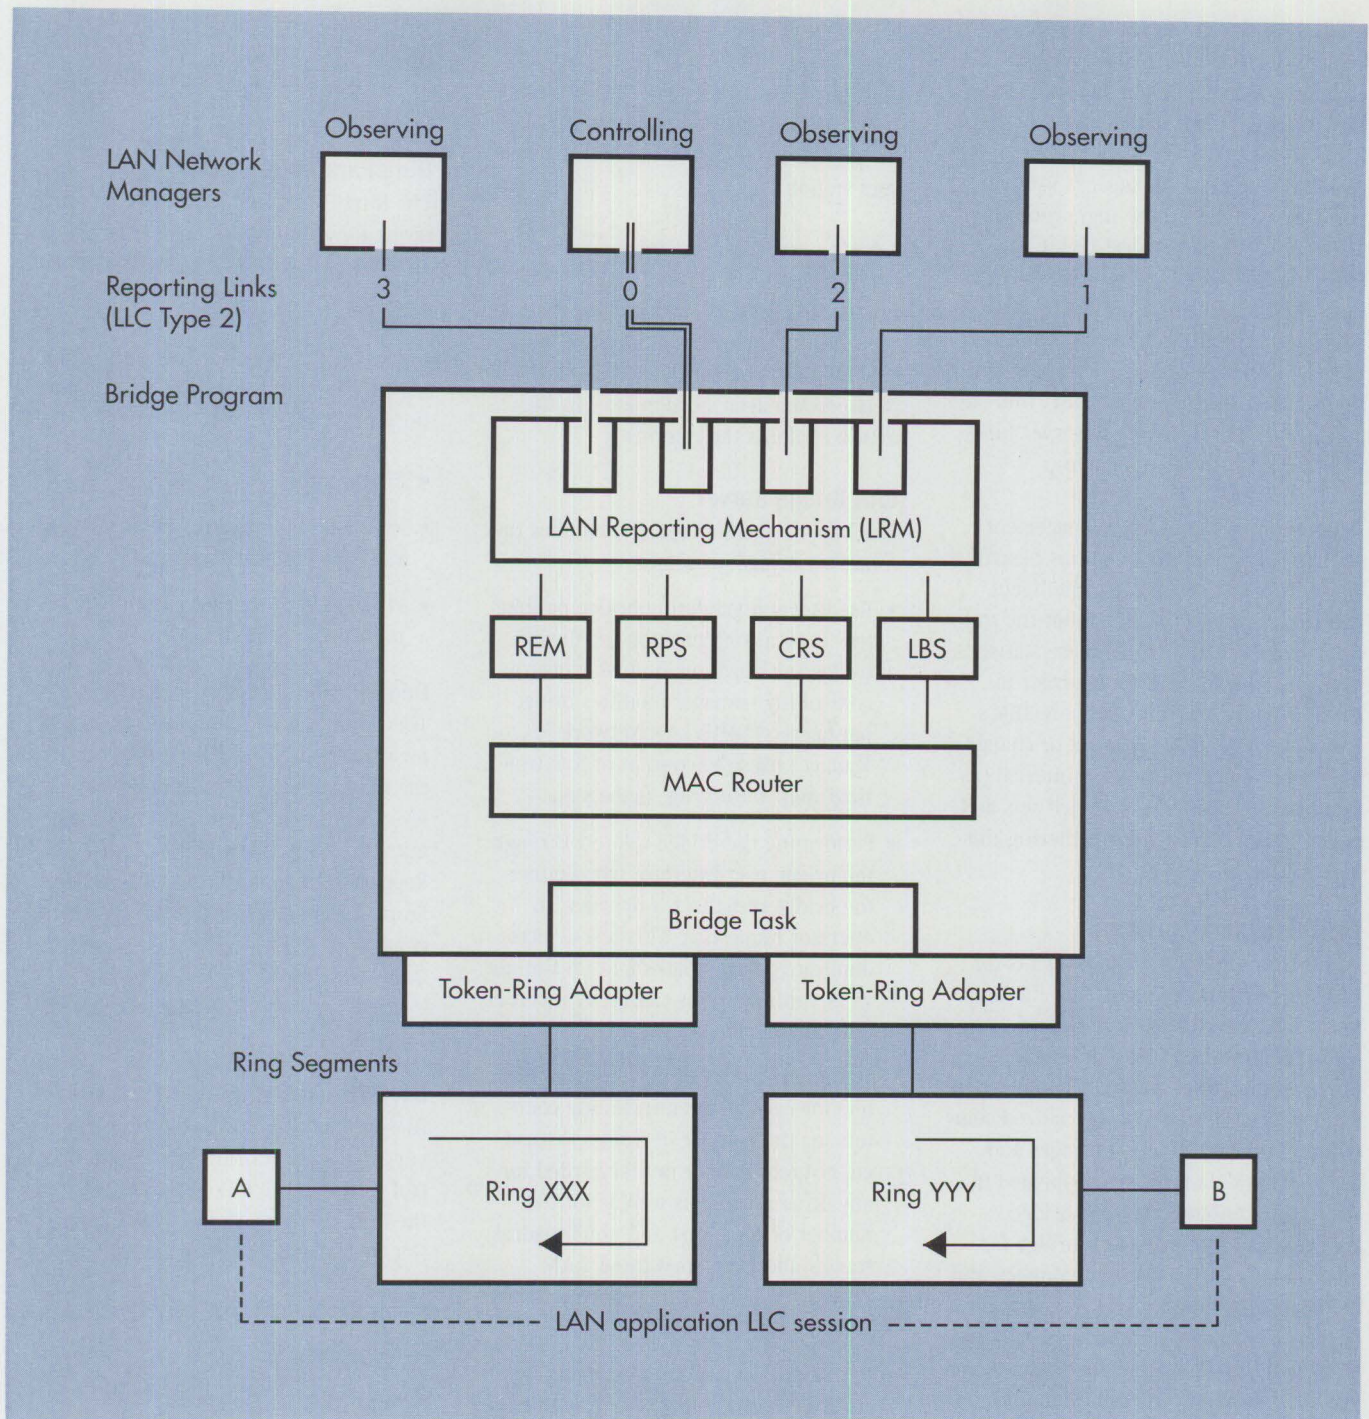 Observing
Controlling
Observing
Observing
LAN Network
Managers
Reporting Links
(LLC Type 2)
3
0
2
1
Bridge Program
LAN Reporting Mechanism (LRM)
REM
RPS
CRS
LBS
MAC Router
Bridge Task
Token-Ring Adapter
Token-Ring Adapter
Ring Segments
A
Ring XXX
Ring YYY
B
LAN application LLC session